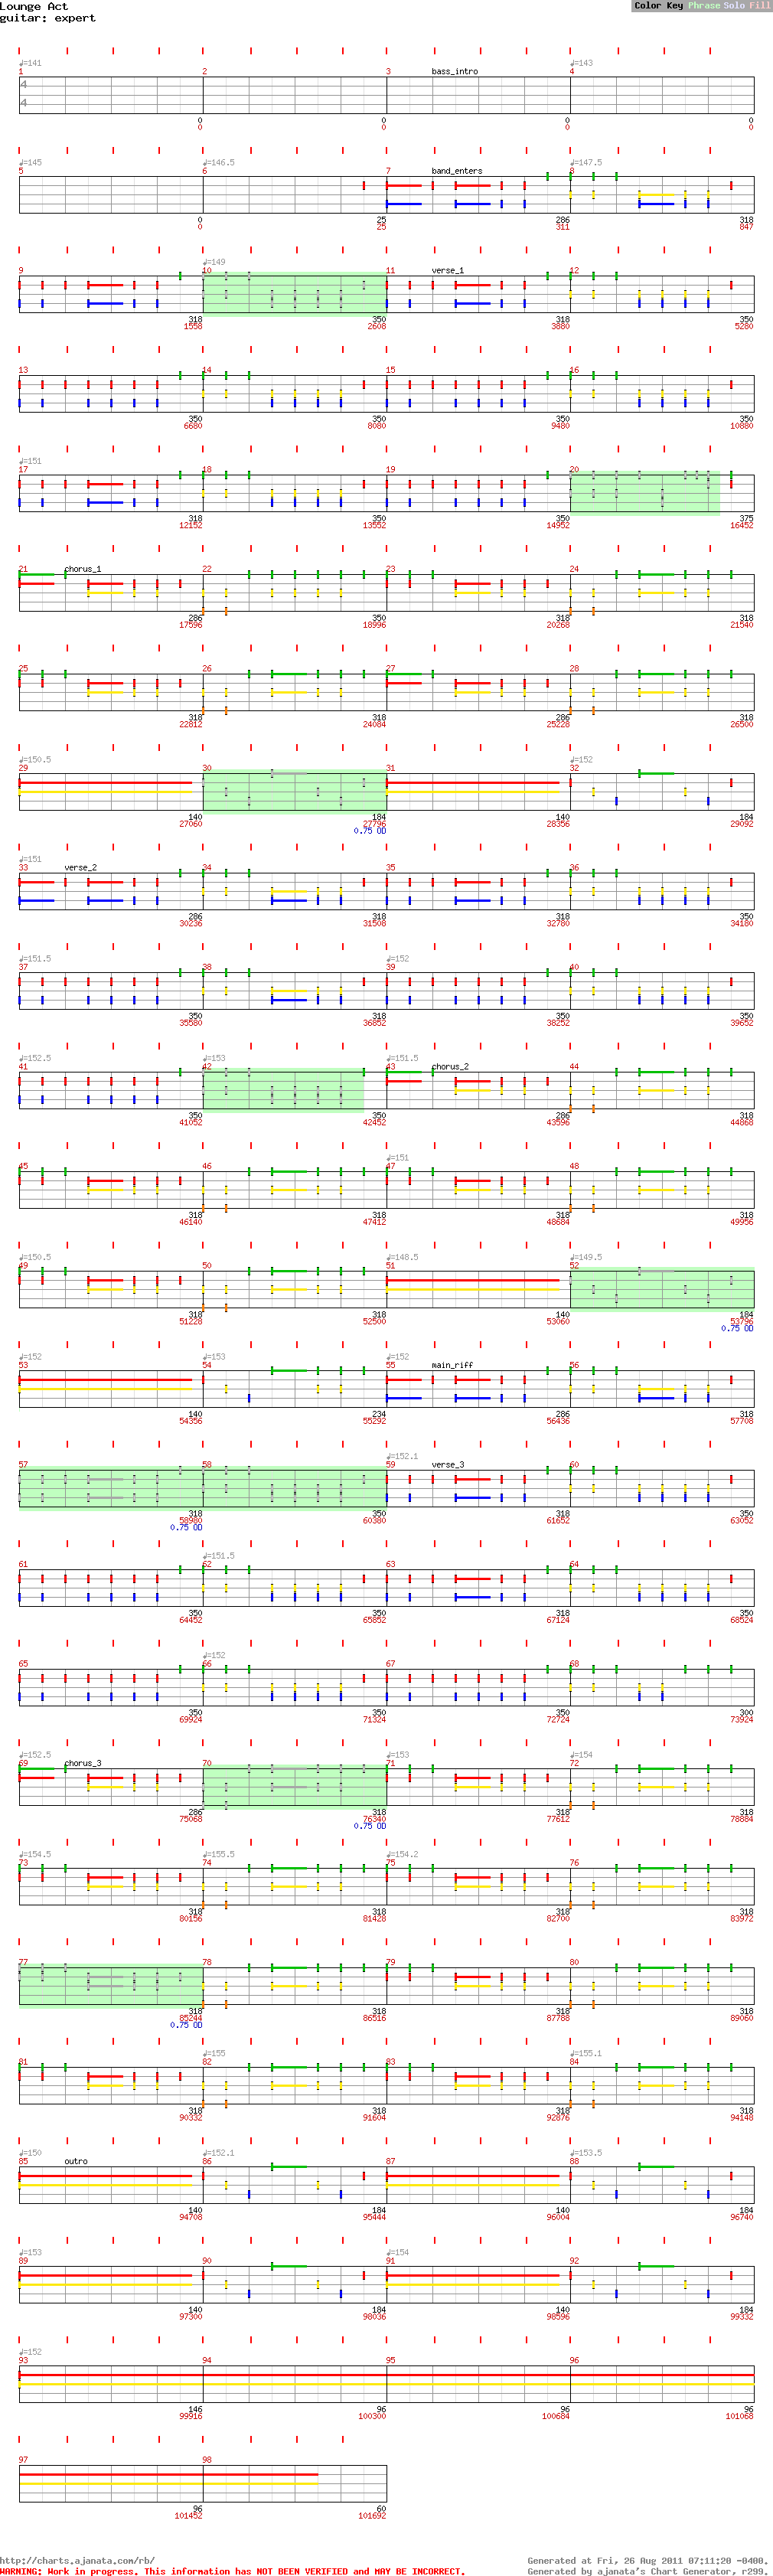 Lounge Act
guitar: expert
Color Key Phrase Solo Fill
♩=141 ♩=143
1 2 3 bass_intro 4
4
4
0 0 0 0
0 0 0 0
♩=145 ♩=146.5 ♩=147.5
5 6 7 band_enters 8
0 25 286 318
0 25 311 847
♩=149
9 10 11 verse_1 12
318 350 318 350
1558 2608 3880 5280
13 14 15 16
350 350 350 350
6680 8080 9480 10880
♩=151
17 18 19 20
318 350 350 375
12152 13552 14952 16452
21 chorus_1 22 23 24
286 350 318 318
17596 18996 20268 21540
25 26 27 28
318 318 286 318
22812 24084 25228 26500
♩=150.5 ♩=152
29 30 31 32
140 184 140 184
27060 27796 28356 29092
0.75 OD
♩=151
33 verse_2 34 35 36
286 318 318 350
30236 31508 32780 34180
♩=151.5 ♩=152
37 38 39 40
350 318 350 350
35580 36852 38252 39652
♩=152.5 ♩=153 ♩=151.5
41 42 43 chorus_2 44
350 350 286 318
41052 42452 43596 44868
♩=151
45 46 47 48
318 318 318 318
46140 47412 48684 49956
♩=150.5 ♩=148.5 ♩=149.5
49 50 51 52
318 318 140 184
51228 52500 53060 53796
0.75 OD
♩=152 ♩=153 ♩=152
53 54 55 main_riff 56
140 234 286 318
54356 55292 56436 57708
♩=152.1
57 58 59 verse_3 60
318 350 318 350
58980 60380 61652 63052
0.75 OD
♩=151.5
61 62 63 64
350 350 318 350
64452 65852 67124 68524
♩=152
65 66 67 68
350 350 350 300
69924 71324 72724 73924
♩=152.5 ♩=153 ♩=154
69 chorus_3 70 71 72
286 318 318 318
75068 76340 77612 78884
0.75 OD
♩=154.5 ♩=155.5 ♩=154.2
73 74 75 76
318 318 318 318
80156 81428 82700 83972
77 78 79 80
318 318 318 318
85244 86516 87788 89060
0.75 OD
♩=155 ♩=155.1
81 82 83 84
318 318 318 318
90332 91604 92876 94148
♩=150 ♩=152.1 ♩=153.5
85 outro 86 87 88
140 184 140 184
94708 95444 96004 96740
♩=153 ♩=154
89 90 91 92
140 184 140 184
97300 98036 98596 99332
♩=152
93 94 95 96
146 96 96 96
99916 100300 100684 101068
97 98
96 60
101452 101692
http://charts.ajanata.com/rb/
Generated at Fri, 26 Aug 2011 07:11:20 -0400.
WARNING: Work in progress. This information has NOT BEEN VERIFIED and MAY BE INCORRECT.
Generated by ajanata's Chart Generator, r299.